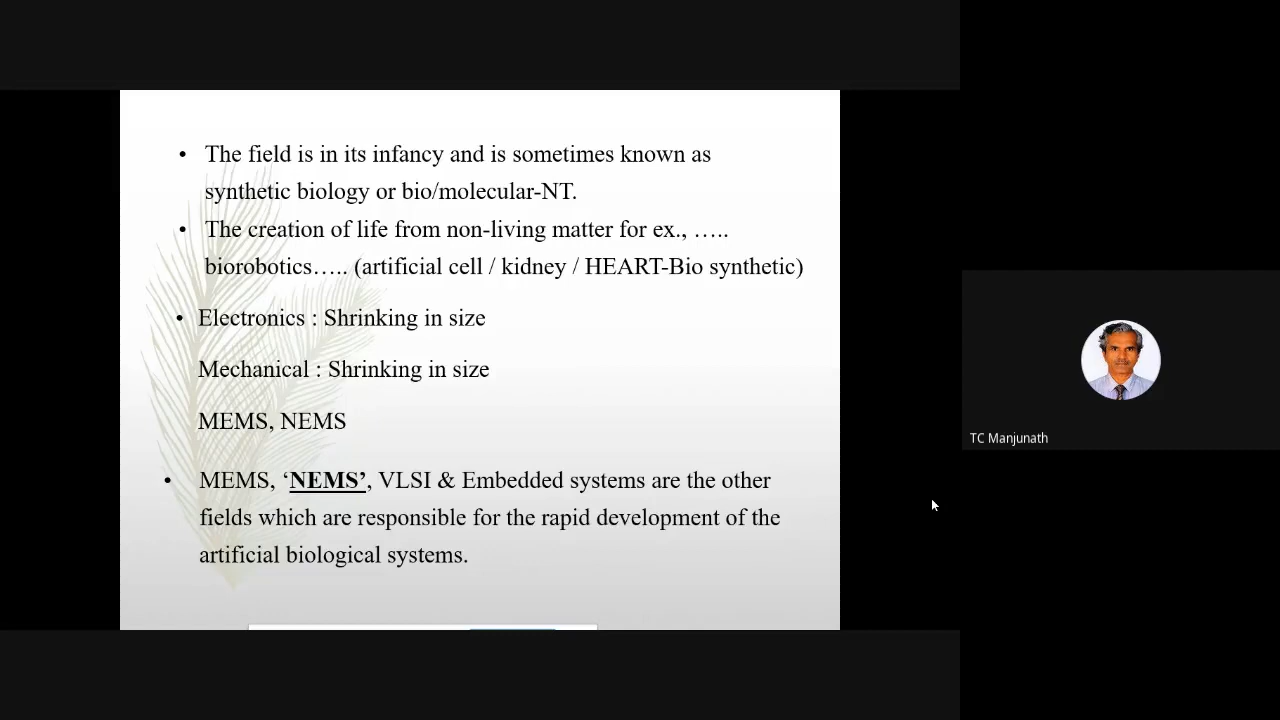 • The field is in its infancy and is sometimes known as
synthetic biology or bio/molecular-NT.
• The creation of life from non-living matter for ex., …..
biorobotics….. (artificial cell / kidney / HEART-Bio synthetic)
• Electronics : Shrinking in size
Mechanical : Shrinking in size
MEMS, NEMS
• MEMS, ‘NEMS’, VLSI & Embedded systems are the other
fields which are responsible for the rapid development of the
artificial biological systems.
TC Manjunath